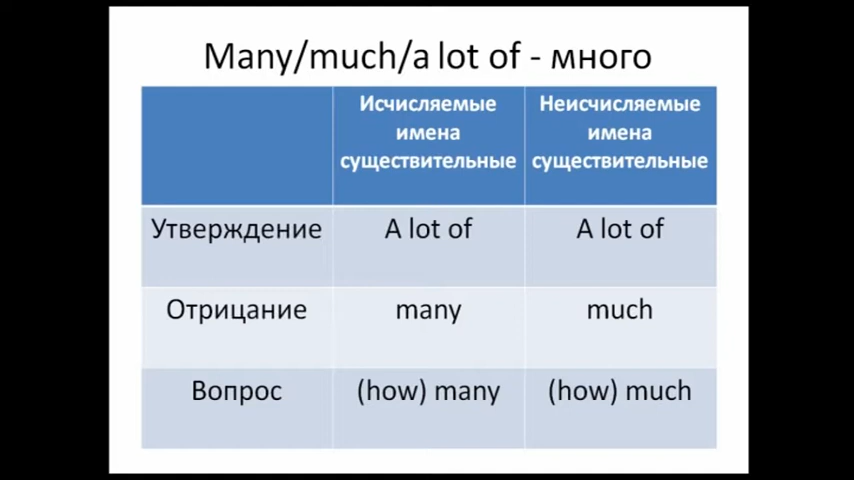 Many/much/a lot of - много
Исчисляемые
имена
существительные
Неисчисляемые
имена
существительные
Утверждение
A lot of
A lot of
Отрицание
many
much
Вопрос
(how) many
(how) much